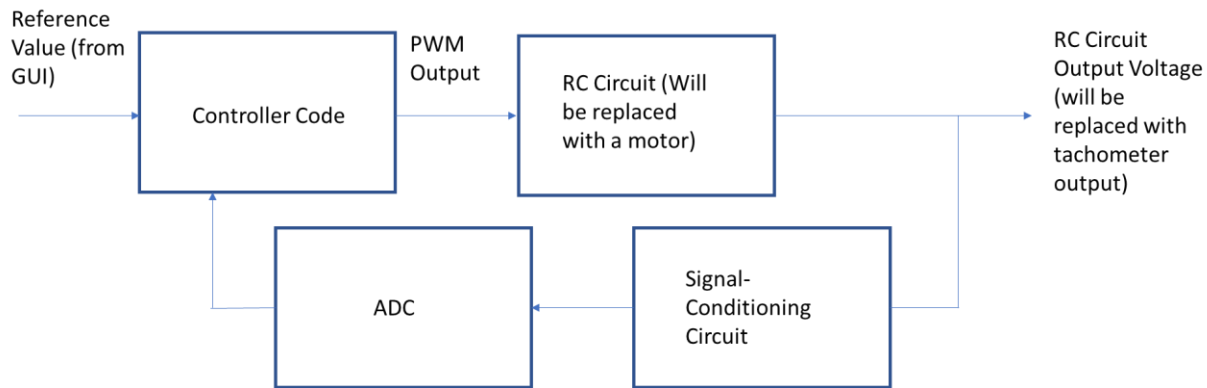 Reference
Value (from
GUI)
Controller Code
PWM
Output
RC Circuit (Will
be replaced
with a motor)
RC Circuit
Output Voltage
(will be
replaced with
tachometer
output)
ADC
Signal-
Conditioning
Circuit